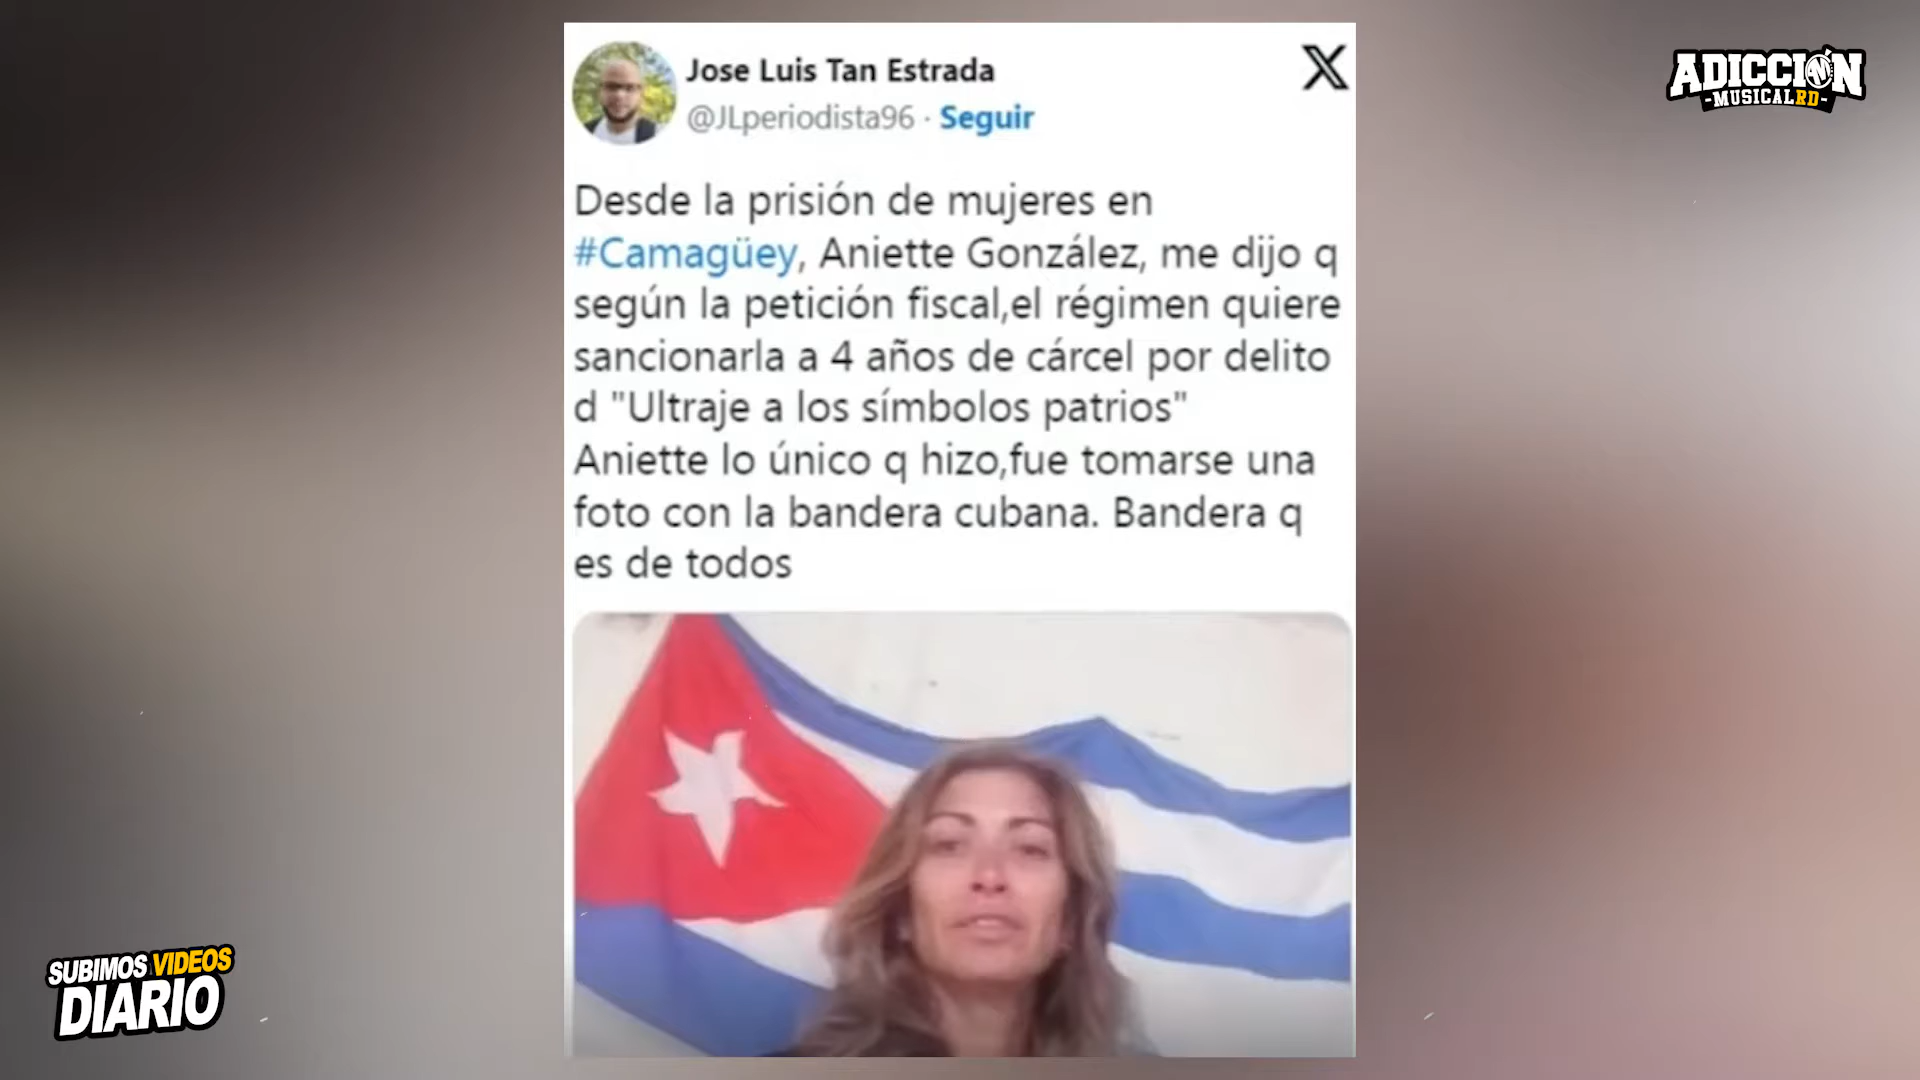 Jose Luis Tan Estrada
@JLperiodista96 · Seguir
Desde la prisión de mujeres en
#Camagüey, Aniette González, me dijo q
según la petición fiscal,el régimen quiere
sancionarla a 4 años de cárcel por delito
d "Ultraje a los símbolos patrios"
Aniette lo único q hizo,fue tomarse una
foto con la bandera cubana. Bandera q
es de todos
ADICCIÓN
-MUSICALRD-
SUBIMOS VIDEOS
DIARIO